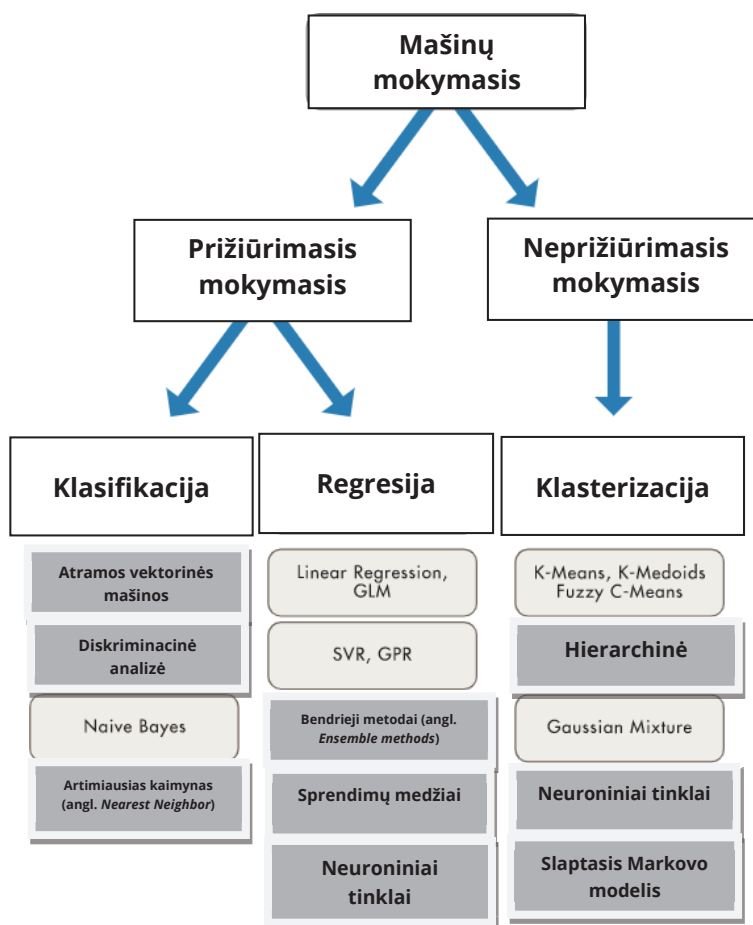 Mašinų
mokymasis
Prižiūrimasis
mokymasis
Neprižiūrimasis
mokymasis
Klasifikacija
Regresija
Klasterizacija
Atramos vektorinės
mašinos
Diskriminacinė
analizė
Naive Bayes
Artimiausias kaimynas
(angl. Nearest Neighbor)
Linear Regression,
GLM
SVR, GPR
Bendrieji metodai (angl.
Ensemble methods)
Sprendimų medžiai
Neuroniniai
tinklai
K-Means, K-Medoids
Fuzzy C-Means
Hierarchinė
Gaussian Mixture
Neuroniniai tinklai
Slaptasis Markovo
modelis